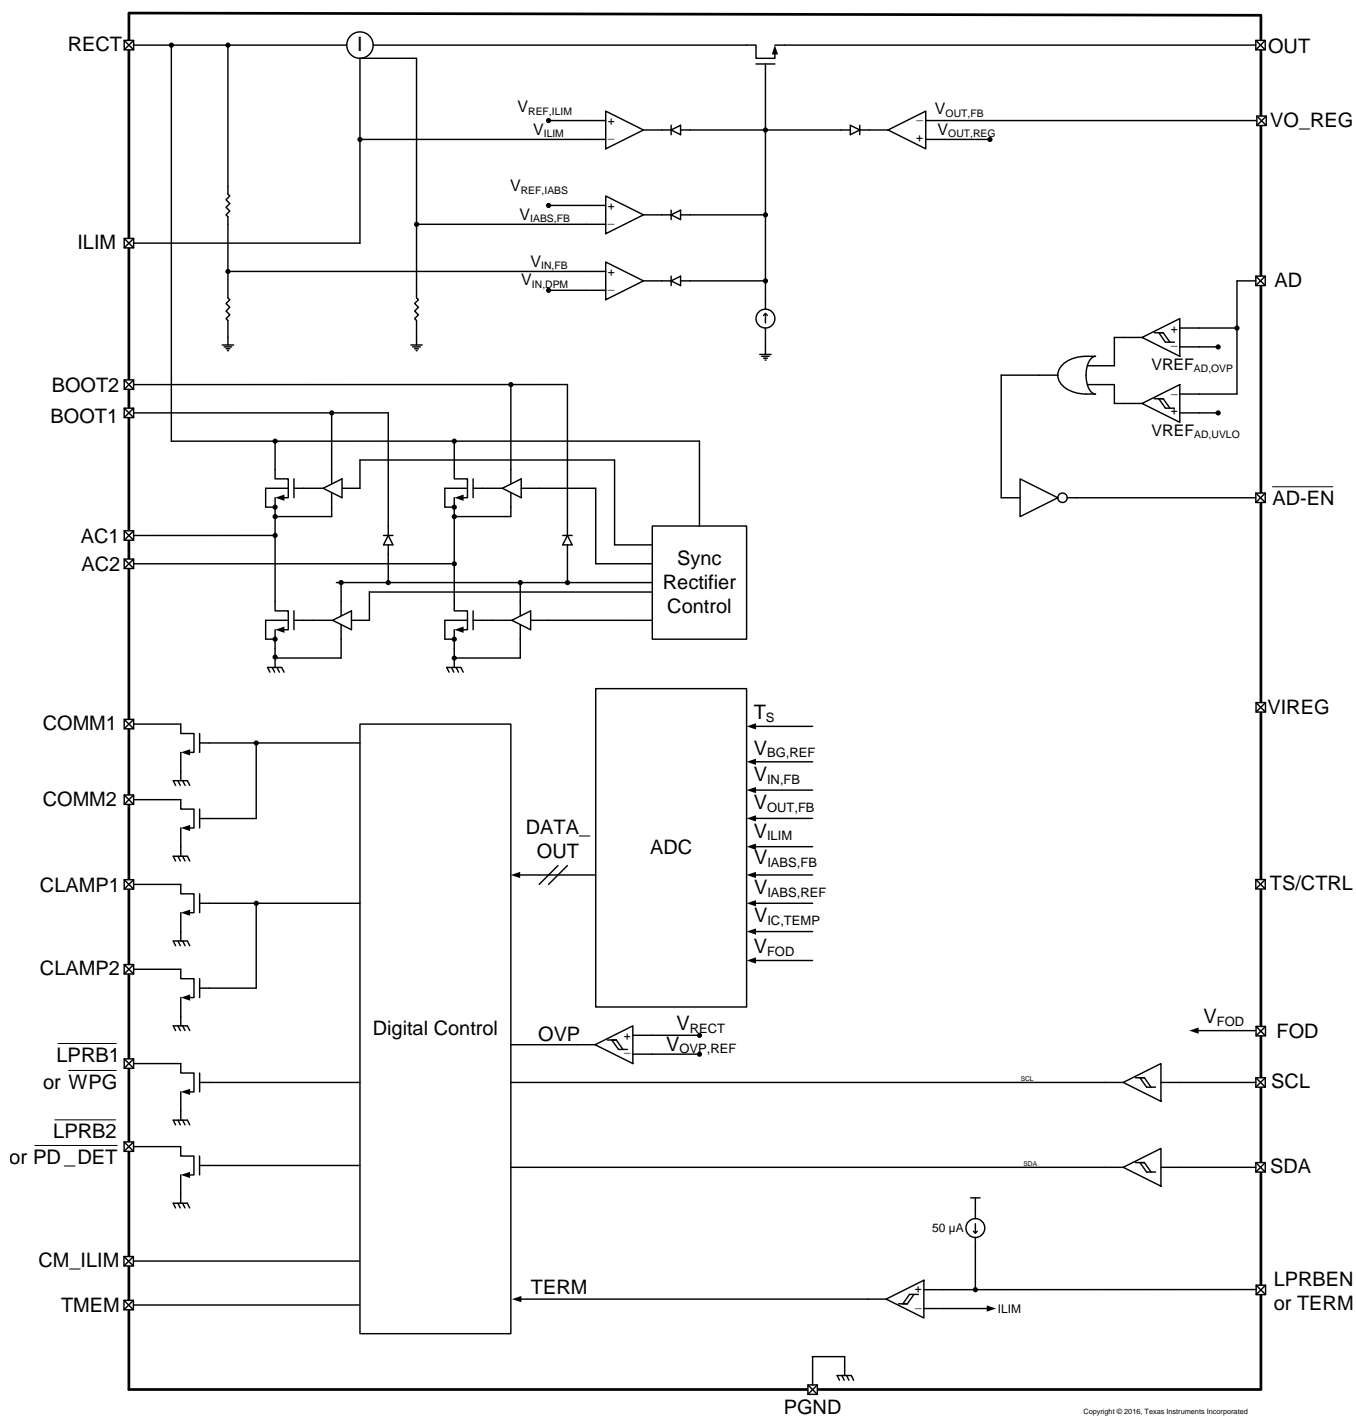 RECT
I
OUT
V_REF,ILIM
+
V_ILIM
−
V_OUT,FB
−
V_OUT,REG
+
VO_REG
V_REF,IABS
+
V_IABS,FB
−
ILIM
V_IN,FB
+
V_IN,DPM
−
AD
+
−
VREF_AD,OVP
−
+
VREF_AD,UVLO
BOOT2
BOOT1
AD-EN
AC1
AC2
Sync
Rectifier
Control
COMM1
COMM2
CLAMP1
CLAMP2
LPRB1
or WPG
LPRB2
or PD_DET
CM_ILIM
TMEM
Digital Control
DATA_
OUT
ADC
T_S
V_BG,REF
V_IN,FB
V_OUT,FB
V_ILIM
V_IABS,FB
V_IABS,REF
V_IC,TEMP
V_FOD
VIREG
TS/CTRL
OVP
+
−
V_RECT
V_OVP,REF
V_FOD
FOD
SCL
SCL
SDA
SDA
50 µA
TERM
+
−
ILIM
LPRBEN
or TERM
PGND
Copyright © 2016, Texas Instruments Incorporated